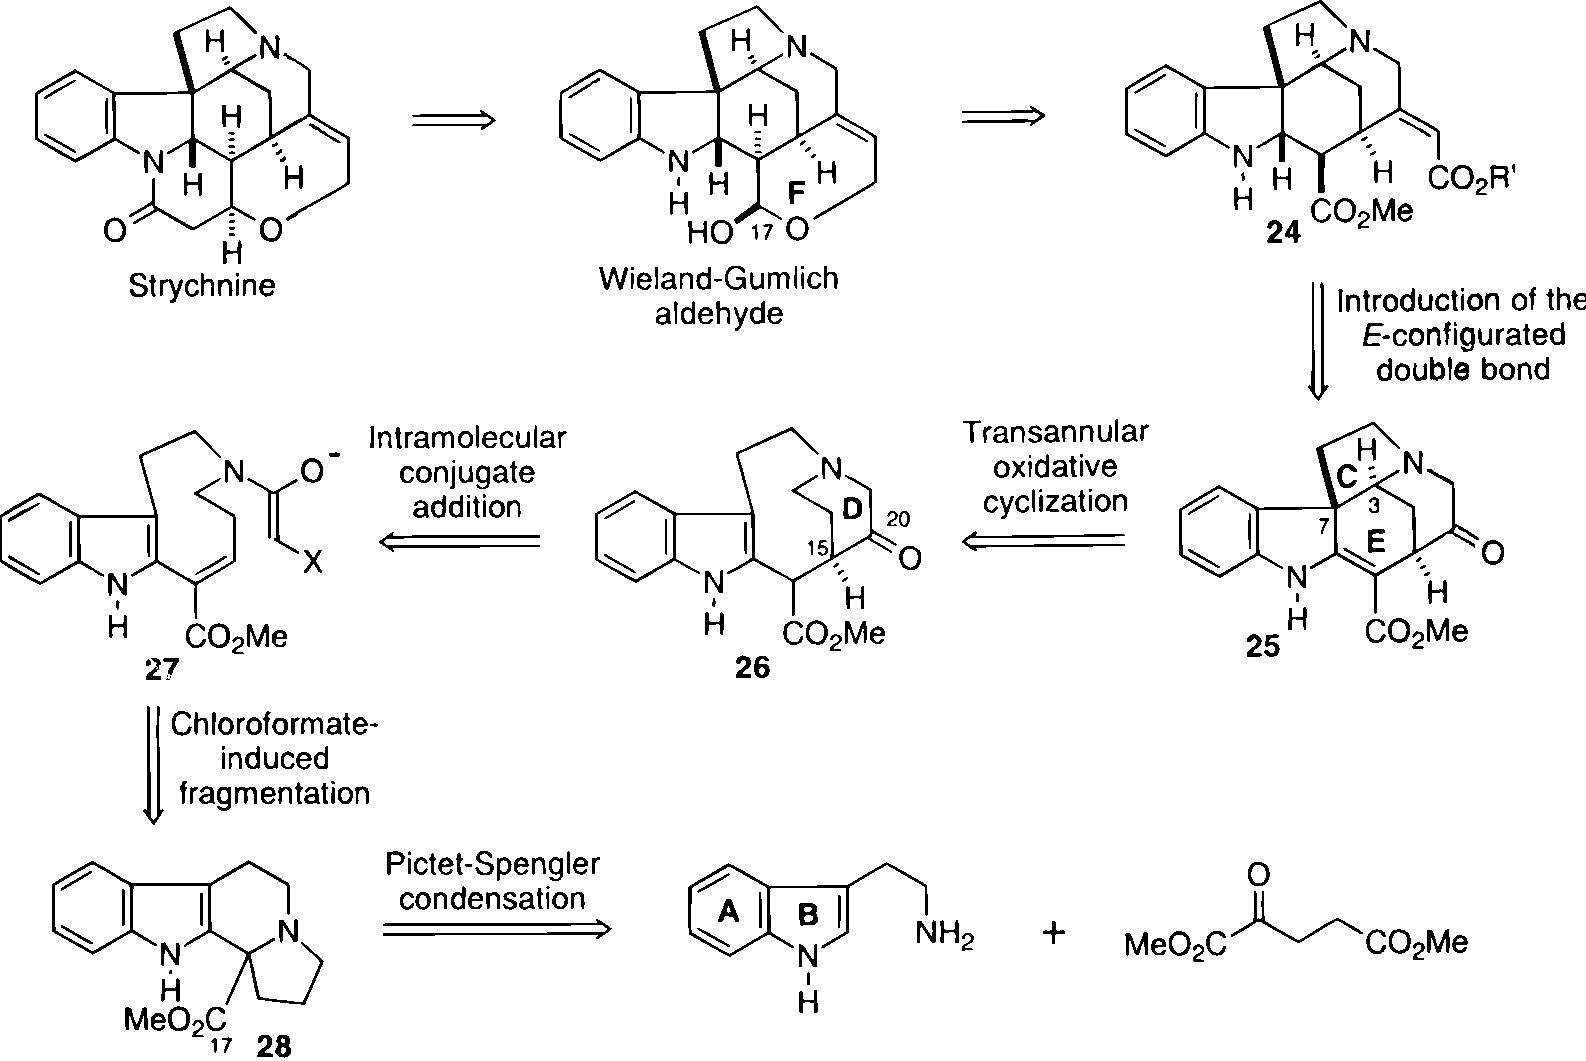 H
N
H
N
H
H
O
O
H
Strychnine
H
N
H
N
H
H
H
F
HO
17
O
Wieland-Gumlich
aldehyde
H
N
N
H
H
H
CO2R'
CO2Me
24
Introduction of the
E-configurated
double bond
N
O-
X
N
H
CO2Me
27
Intramolecular
conjugate
addition
N
D
20
15
O
H
N
H
CO2Me
26
Transannular
oxidative
cyclization
H
N
C
3
7
E
O
N
H
H
CO2Me
25
Chloroformate-
induced
fragmentation
N
N
H
MeO2C
17
28
Pictet-Spengler
condensation
A
B
NH2
N
H
+
O
MeO2C
CO2Me